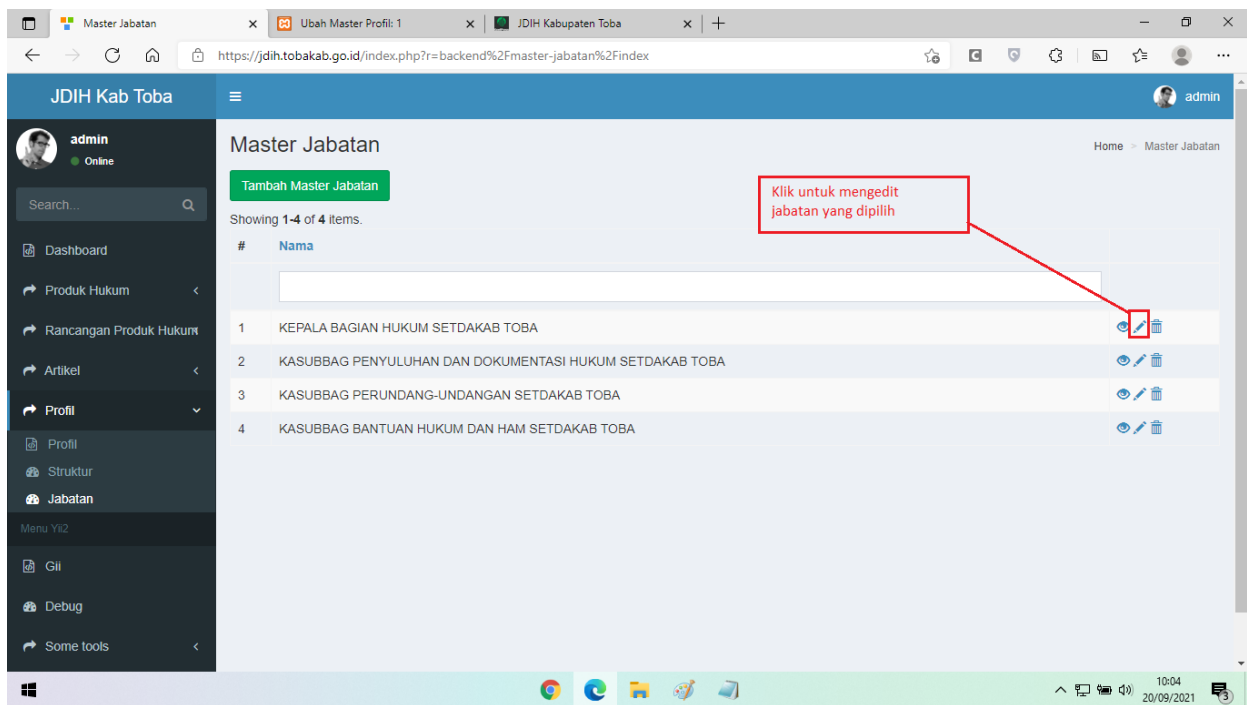 Master Jabatan
Ubah Master Profil: 1
JDIH Kabupaten Toba
https://jdih.tobakab.go.id/index.php?r=backend%2Fmaster-jabatan%2Findex
JDIH Kab Toba
admin
admin
Online
Search...
Dashboard
Produk Hukum
Rancangan Produk Hukum
Artikel
Profil
Profil
Struktur
Jabatan
Menu Yii2
Gii
Debug
Some tools
Master Jabatan
Home > Master Jabatan
Tambah Master Jabatan
Klik untuk mengedit
jabatan yang dipilih
Showing 1-4 of 4 items.
# Nama
1 KEPALA BAGIAN HUKUM SETDAKAB TOBA
2 KASUBBAG PENYULUHAN DAN DOKUMENTASI HUKUM SETDAKAB TOBA
3 KASUBBAG PERUNDANG-UNDANGAN SETDAKAB TOBA
4 KASUBBAG BANTUAN HUKUM DAN HAM SETDAKAB TOBA
10:04
20/09/2021
3